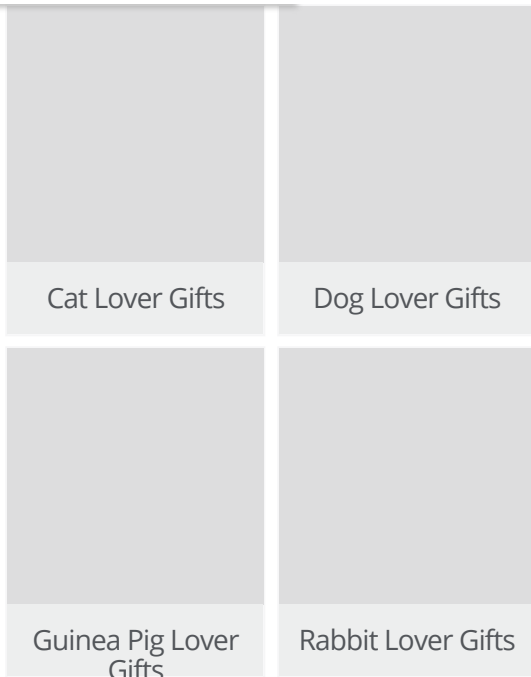 Cat Lover Gifts
Dog Lover Gifts
Guinea Pig Lover
Gifts
Rabbit Lover Gifts